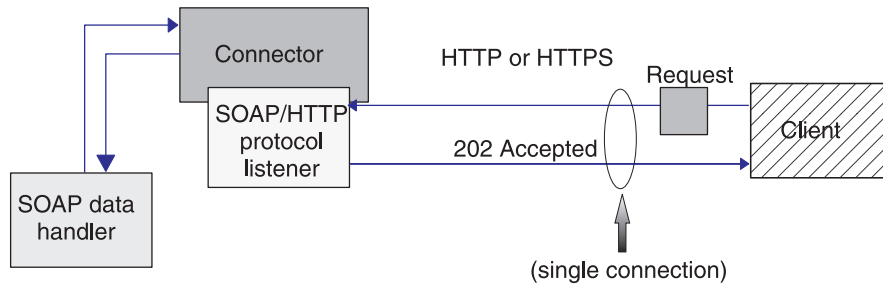 Connector
HTTP or HTTPS
Request
SOAP/HTTP
protocol
listener
Client
202 Accepted
SOAP data
handler
(single connection)